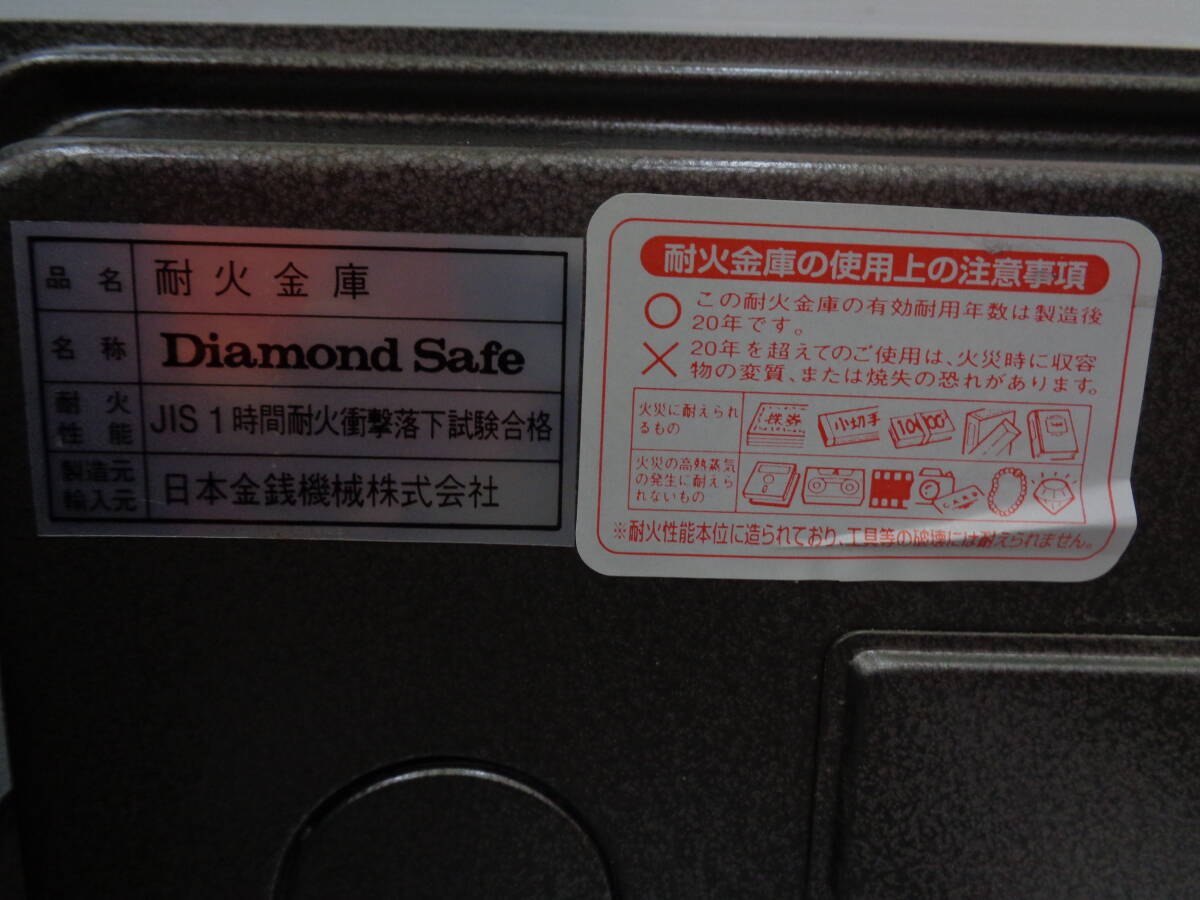 品名 耐火金庫
名称 Diamond Safe
耐火
性能
JIS 1時間耐火衝撃落下試験合格
製造元
輸入元
日本金銭機械株式会社
耐火金庫の使用上の注意事項
○ この耐火金庫の有効耐用年数は製造後
20年です。
× 20年を超えてのご使用は、火災時に収容
物の変質、または焼失の恐れがあります。
火災に耐えられ
るもの
株券 小切手 100
火災の高熱蒸気
の発生に耐えら
れないもの
CARD
※耐火性能本位に造られており、工具等の破壊には耐えられません。